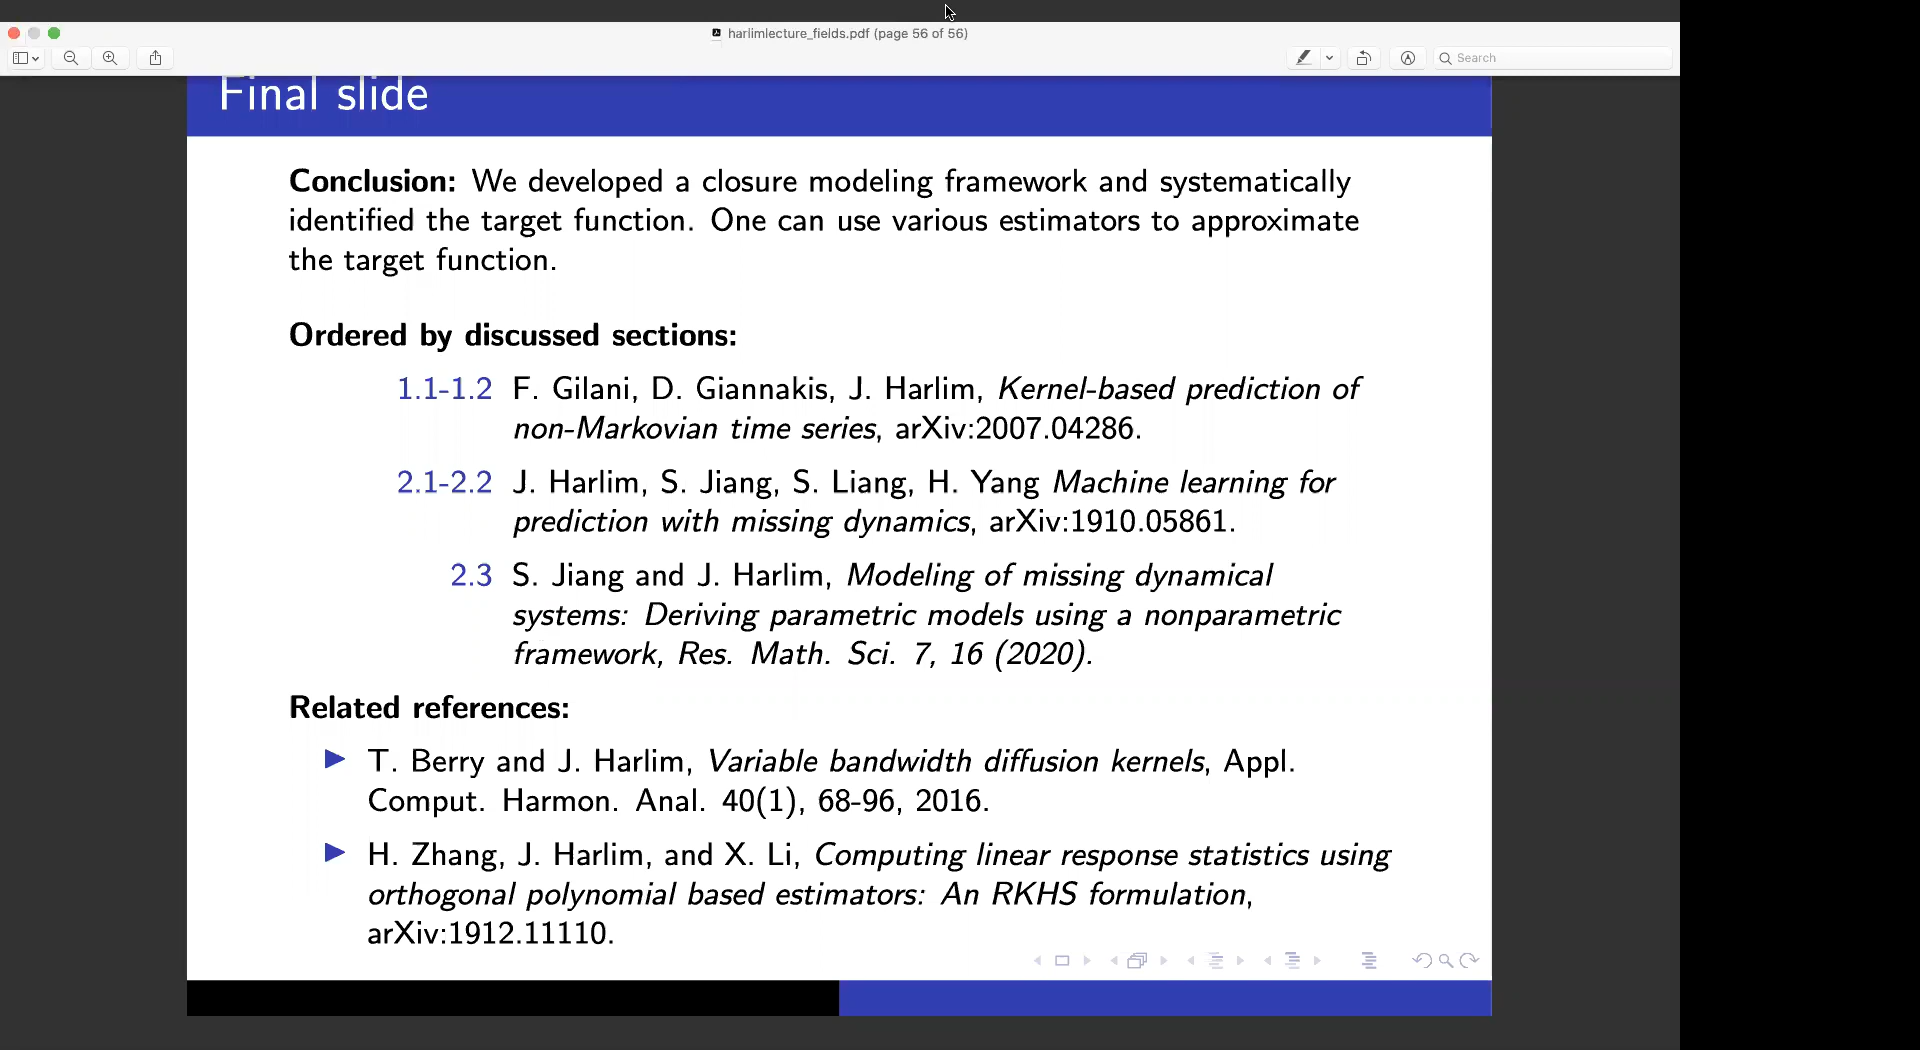 harlimlecture_fields.pdf (page 56 of 56)
Search
Final slide
Conclusion: We developed a closure modeling framework and systematically
identified the target function. One can use various estimators to approximate
the target function.
Ordered by discussed sections:
1.1-1.2 F. Gilani, D. Giannakis, J. Harlim, Kernel-based prediction of
non-Markovian time series, arXiv:2007.04286.
2.1-2.2 J. Harlim, S. Jiang, S. Liang, H. Yang Machine learning for
prediction with missing dynamics, arXiv:1910.05861.
2.3 S. Jiang and J. Harlim, Modeling of missing dynamical
systems: Deriving parametric models using a nonparametric
framework, Res. Math. Sci. 7, 16 (2020).
Related references:
T. Berry and J. Harlim, Variable bandwidth diffusion kernels, Appl.
Comput. Harmon. Anal. 40(1), 68-96, 2016.
H. Zhang, J. Harlim, and X. Li, Computing linear response statistics using
orthogonal polynomial based estimators: An RKHS formulation,
arXiv:1912.11110.